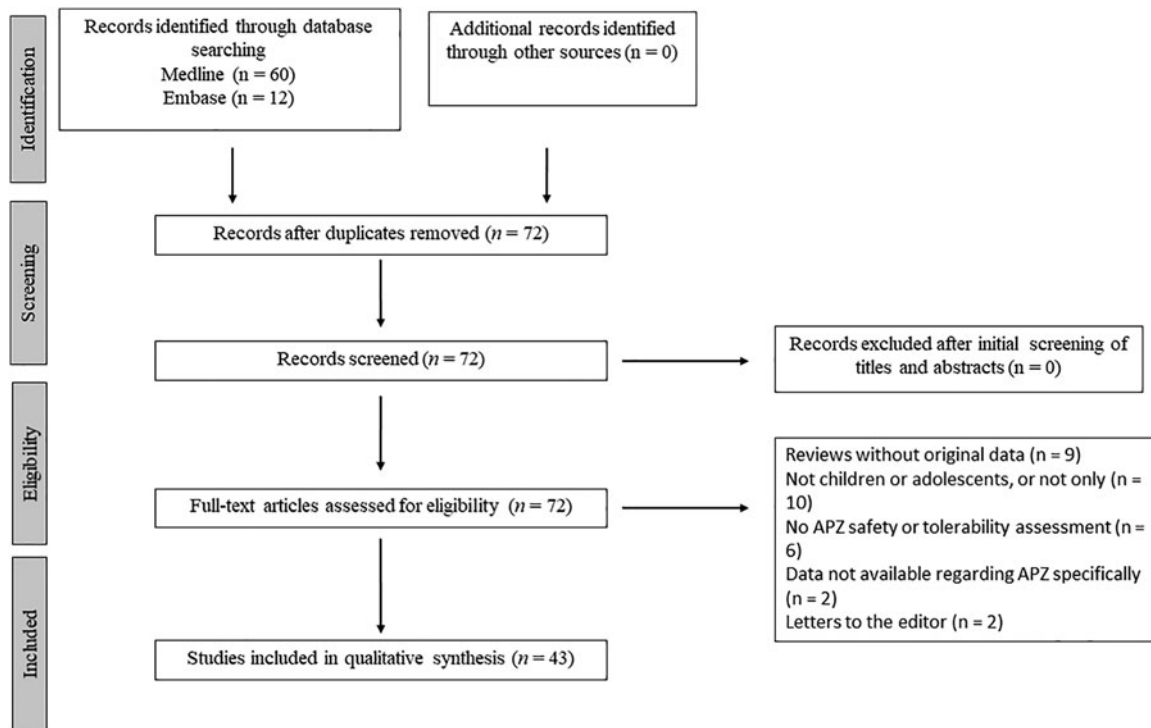 Identification
Records identified through database
searching
Medline (n = 60)
Embase (n = 12)
Additional records identified
through other sources (n = 0)
Screening
Records after duplicates removed (n = 72)
Records screened (n = 72)
Records excluded after initial screening of
titles and abstracts (n = 0)
Eligibility
Full-text articles assessed for eligibility (n = 72)
Reviews without original data (n = 9)
Not children or adolescents, or not only (n =
10)
No APZ safety or tolerability assessment (n =
6)
Data not available regarding APZ specifically
(n = 2)
Letters to the editor (n = 2)
Included
Studies included in qualitative synthesis (n = 43)